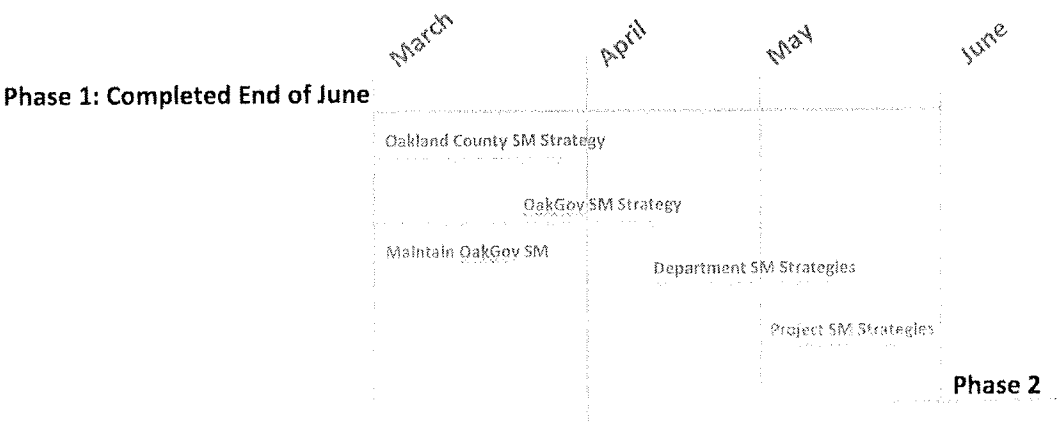 March
April
May
June
Phase 1: Completed End of June
Oakland County SM Strategy
OakGov SM Strategy
Maintain OakGov SM
Department SM Strategies
Project SM Strategies
Phase 2